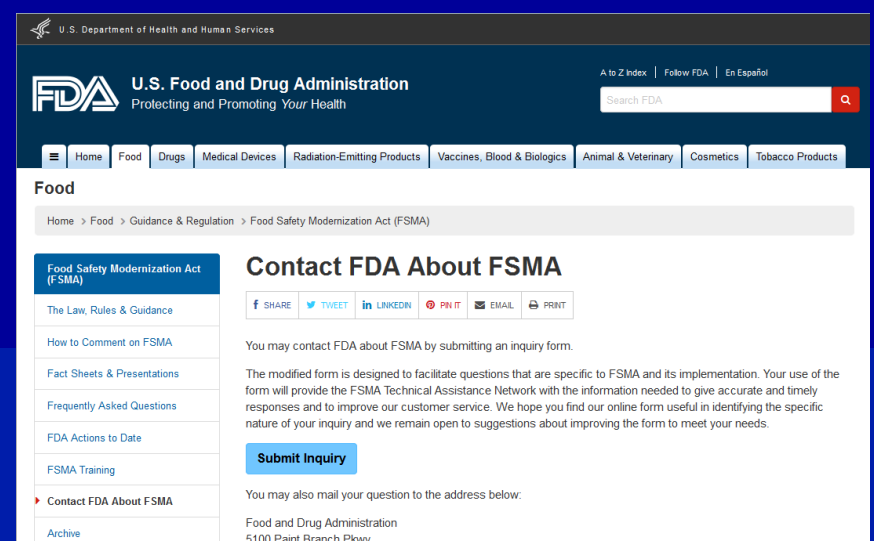 U.S. Department of Health and Human Services
FDA
U.S. Food and Drug Administration
Protecting and Promoting Your Health
A to Z Index | Follow FDA | En Español
Search FDA
Home Food Drugs Medical Devices Radiation-Emitting Products Vaccines, Blood & Biologics Animal & Veterinary Cosmetics Tobacco Products
Food
Home > Food > Guidance & Regulation > Food Safety Modernization Act (FSMA)
Food Safety Modernization Act
(FSMA)
The Law, Rules & Guidance
How to Comment on FSMA
Fact Sheets & Presentations
Frequently Asked Questions
FDA Actions to Date
FSMA Training
Contact FDA About FSMA
Archive
Contact FDA About FSMA
SHARE TWEET LINKEDIN PIN IT EMAIL PRINT
You may contact FDA about FSMA by submitting an inquiry form.
The modified form is designed to facilitate questions that are specific to FSMA and its implementation. Your use of the
form will provide the FSMA Technical Assistance Network with the information needed to give accurate and timely
responses and to improve our customer service. We hope you find our online form useful in identifying the specific
nature of your inquiry and we remain open to suggestions about improving the form to meet your needs.
Submit Inquiry
You may also mail your question to the address below:
Food and Drug Administration
5100 Paint Branch Pkwy